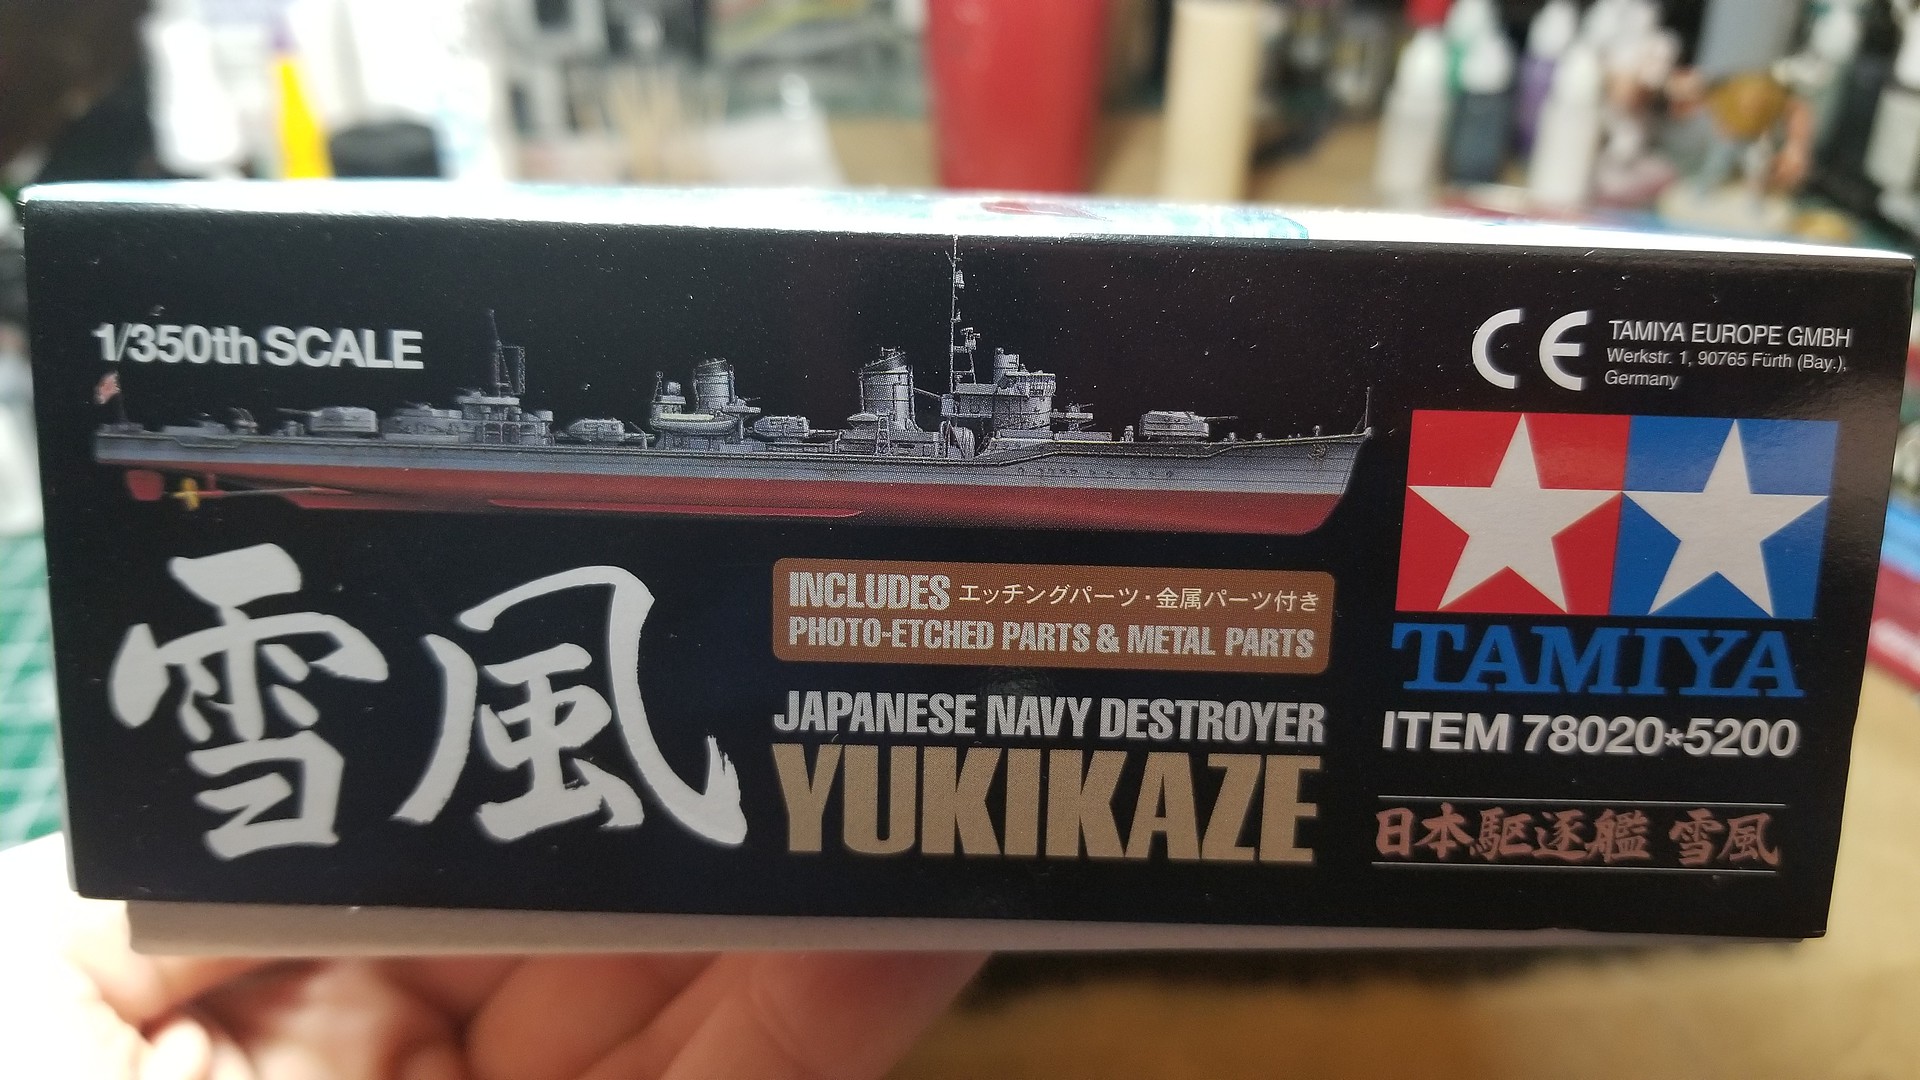 1/350th SCALE
CE
TAMIYA EUROPE GMBH
Werkstr. 1, 90765 Fürth (Bay.),
Germany
雪風
INCLUDES エッチングパーツ・金属パーツ付き
PHOTO-ETCHED PARTS & METAL PARTS
JAPANESE NAVY DESTROYER
YUKIKAZE
TAMIYA
ITEM 78020*5200
日本駆逐艦 雪風